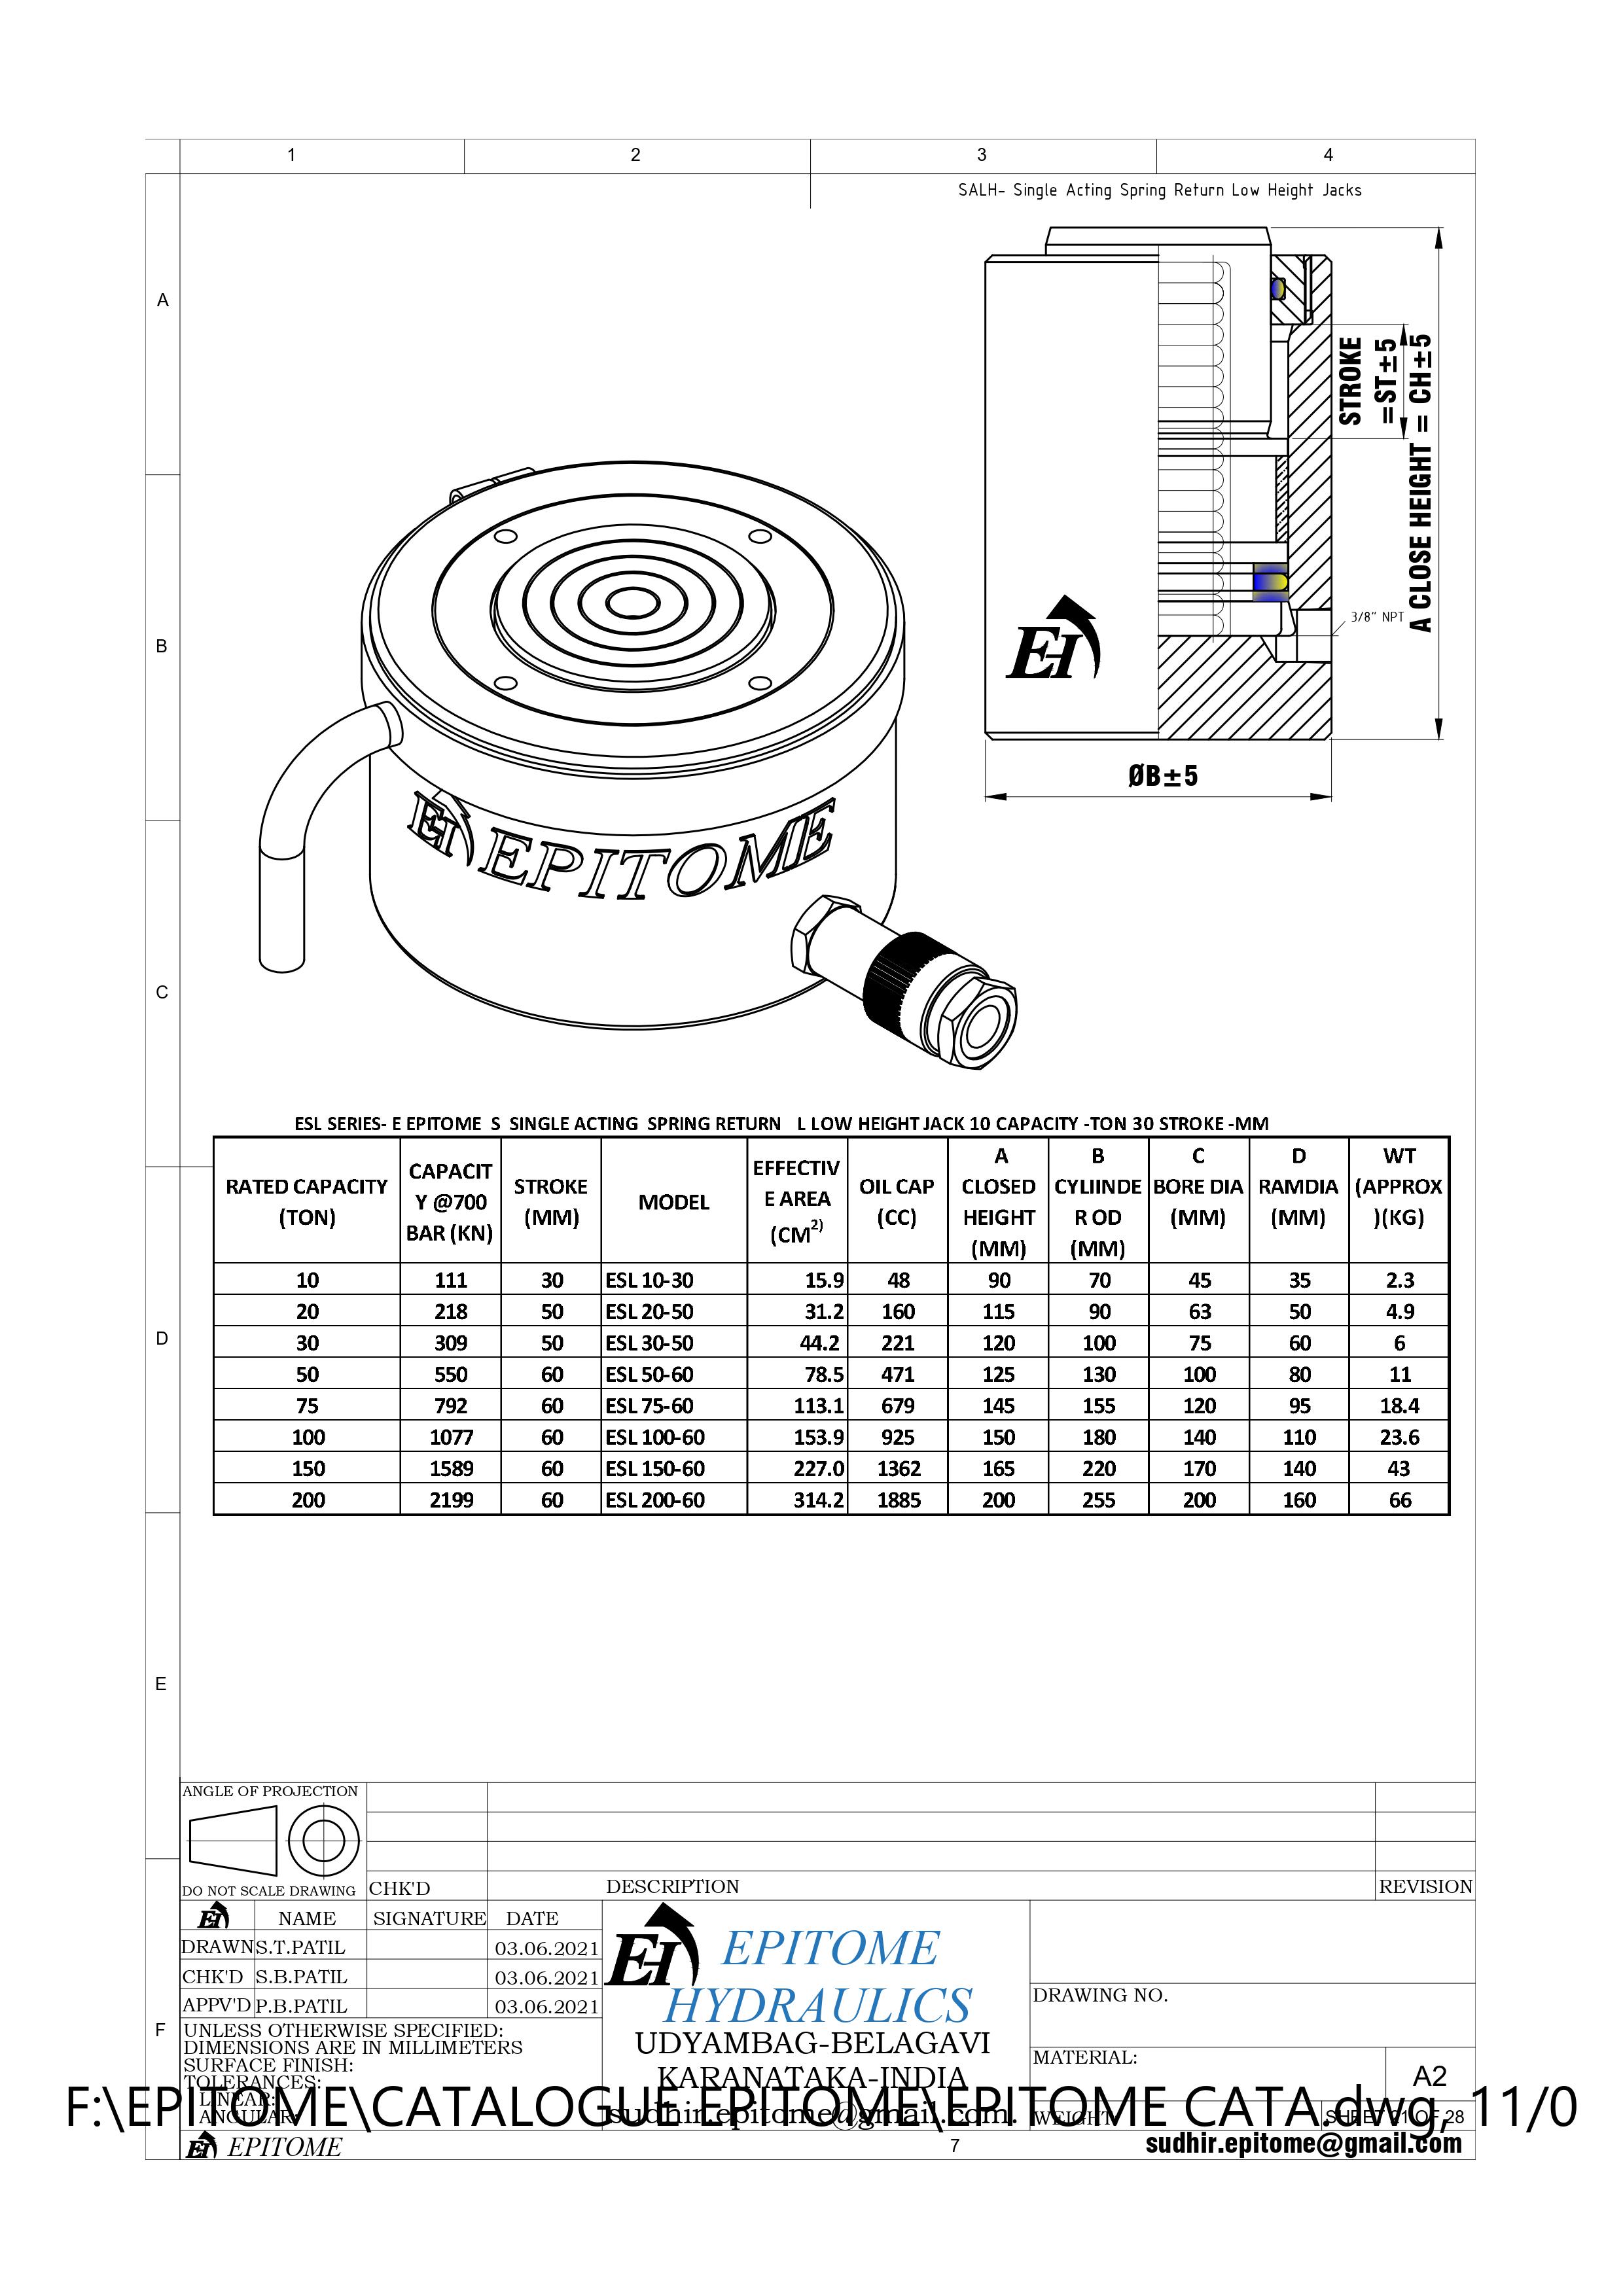 1 2 3 4
SALH- Single Acting Spring Return Low Height Jacks
A
STROKE
=ST±5
A CLOSE HEIGHT = CH±5
3/8" NPT
B
EH
ØB±5
EH EPITOME
C
ESL SERIES- E EPITOME S SINGLE ACTING SPRING RETURN L LOW HEIGHT JACK 10 CAPACITY -TON 30 STROKE -MM
RATED CAPACITY (TON) CAPACIT Y @700 BAR (KN) STROKE (MM) MODEL EFFECTIV E AREA (CM2) OIL CAP (CC) A CLOSED HEIGHT (MM) B CYLIINDE R OD (MM) C BORE DIA (MM) D RAMDIA (MM) WT (APPROX )(KG)
10 111 30 ESL 10-30 15.9 48 90 70 45 35 2.3
20 218 50 ESL 20-50 31.2 160 115 90 63 50 4.9
30 309 50 ESL 30-50 44.2 221 120 100 75 60 6
50 550 60 ESL 50-60 78.5 471 125 130 100 80 11
75 792 60 ESL 75-60 113.1 679 145 155 120 95 18.4
100 1077 60 ESL 100-60 153.9 925 150 180 140 110 23.6
150 1589 60 ESL 150-60 227.0 1362 165 220 170 140 43
200 2199 60 ESL 200-60 314.2 1885 200 255 200 160 66
D
E
ANGLE OF PROJECTION
DO NOT SCALE DRAWING CHK'D DESCRIPTION REVISION
EH NAME SIGNATURE DATE
DRAWN S.T.PATIL 03.06.2021
CHK'D S.B.PATIL 03.06.2021
APPV'D P.B.PATIL 03.06.2021
F
UNLESS OTHERWISE SPECIFIED:
DIMENSIONS ARE IN MILLIMETERS
SURFACE FINISH:
TOLERANCES:
LINEAR:
ANGULAR:
EH EPITOME
HYDRAULICS
UDYAMBAG-BELAGAVI
KARANATAKA-INDIA
sudhir.epitome@gmail.com.
DRAWING NO.
MATERIAL:
A2
WEIGHT:
SHEET 21 OF 28
F:\EPITOME\CATALOGUE EPITOME\EPITOME CATA.dwg, 11/0
EH EPITOME 7 sudhir.epitome@gmail.com